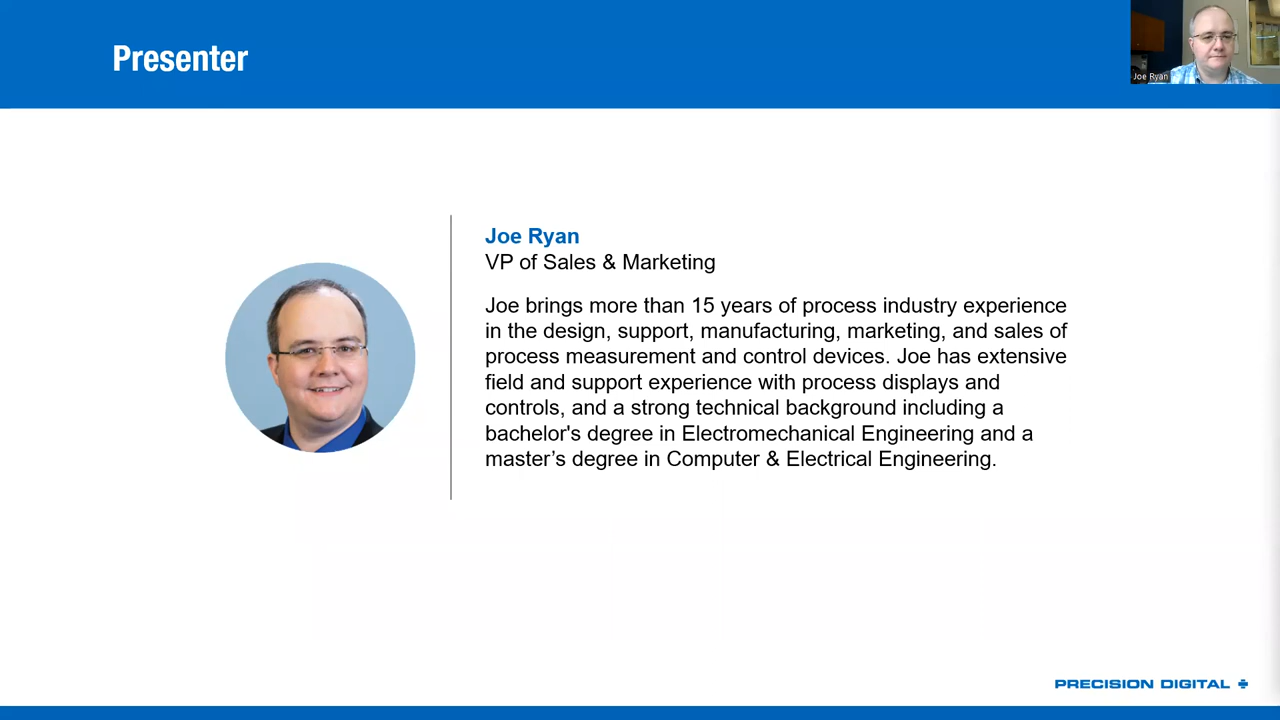 Presenter
Joe Ryan
Joe Ryan
VP of Sales & Marketing
Joe brings more than 15 years of process industry experience
in the design, support, manufacturing, marketing, and sales of
process measurement and control devices. Joe has extensive
field and support experience with process displays and
controls, and a strong technical background including a
bachelor's degree in Electromechanical Engineering and a
master’s degree in Computer & Electrical Engineering.
PRECISION DIGITAL